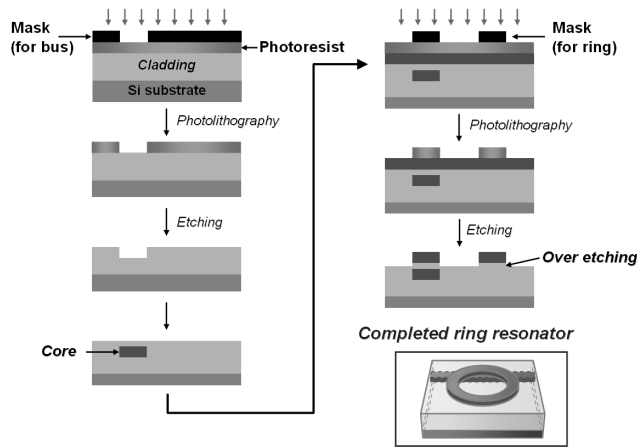 Mask
(for bus)
Photoresist
Cladding
Si substrate
Photolithography
Etching
Core
Mask
(for ring)
Photolithography
Etching
Over etching
Completed ring resonator